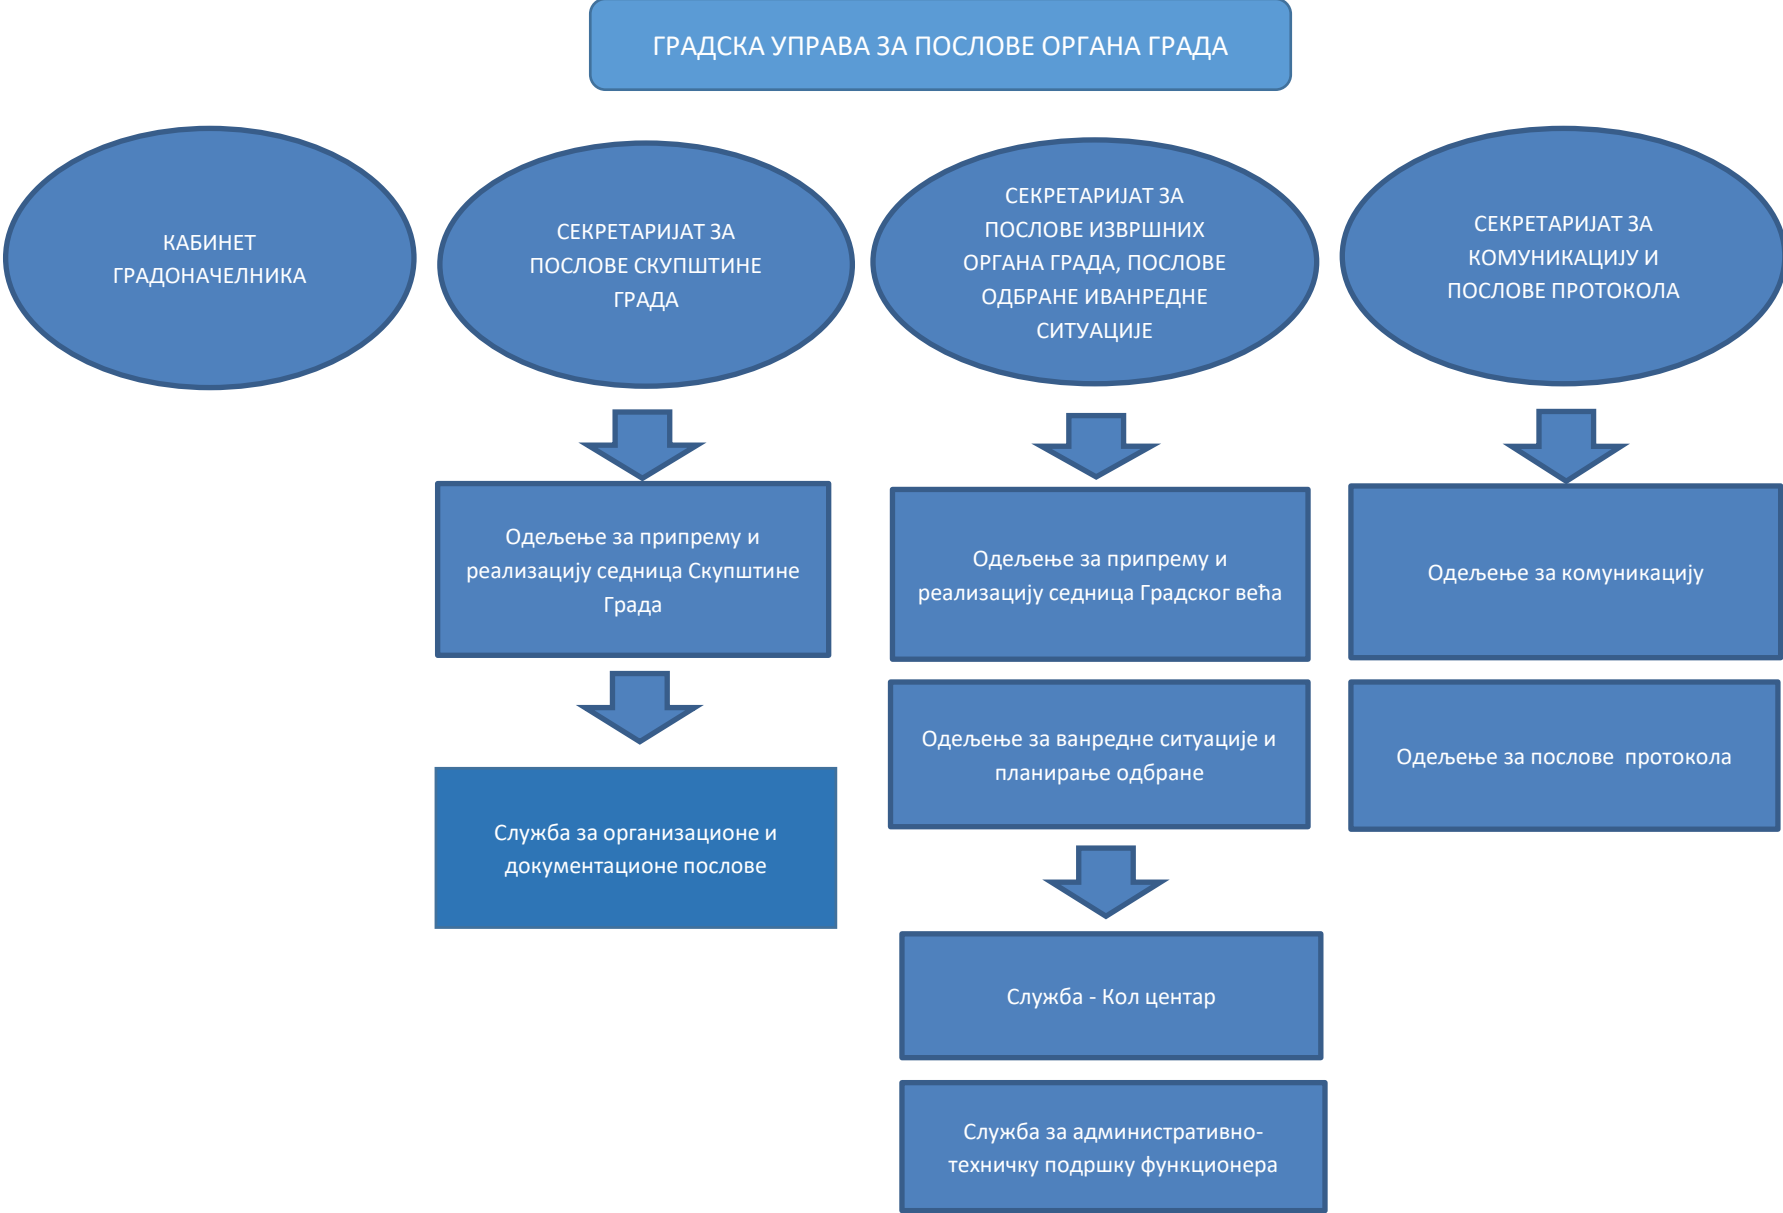 ГРАДСКА УПРАВА ЗА ПОСЛОВЕ ОРГАНА ГРАДА
КАБИНЕТ
ГРАДОНАЧЕЛНИКА
СЕКРЕТАРИЈАТ ЗА
ПОСЛОВЕ СКУПШТИНЕ
ГРАДА
СЕКРЕТАРИЈАТ ЗА
ПОСЛОВЕ ИЗВРШНИХ
ОРГАНА ГРАДА, ПОСЛОВЕ
ОДБРАНЕ ИВАНРЕДНЕ
СИТУАЦИЈЕ
СЕКРЕТАРИЈАТ ЗА
КОМУНИКАЦИЈУ И
ПОСЛОВЕ ПРОТОКОЛА
Одељење за припрему и
реализацију седница Скупштине
Града
Одељење за припрему и
реализацију седница Градског већа
Одељење за комуникацију
Одељење за ванредне ситуације и
планирање одбране
Одељење за послове  протокола
Служба за организационе и
документационе послове
Служба - Кол центар
Служба за административно-
техничку подршку функционера